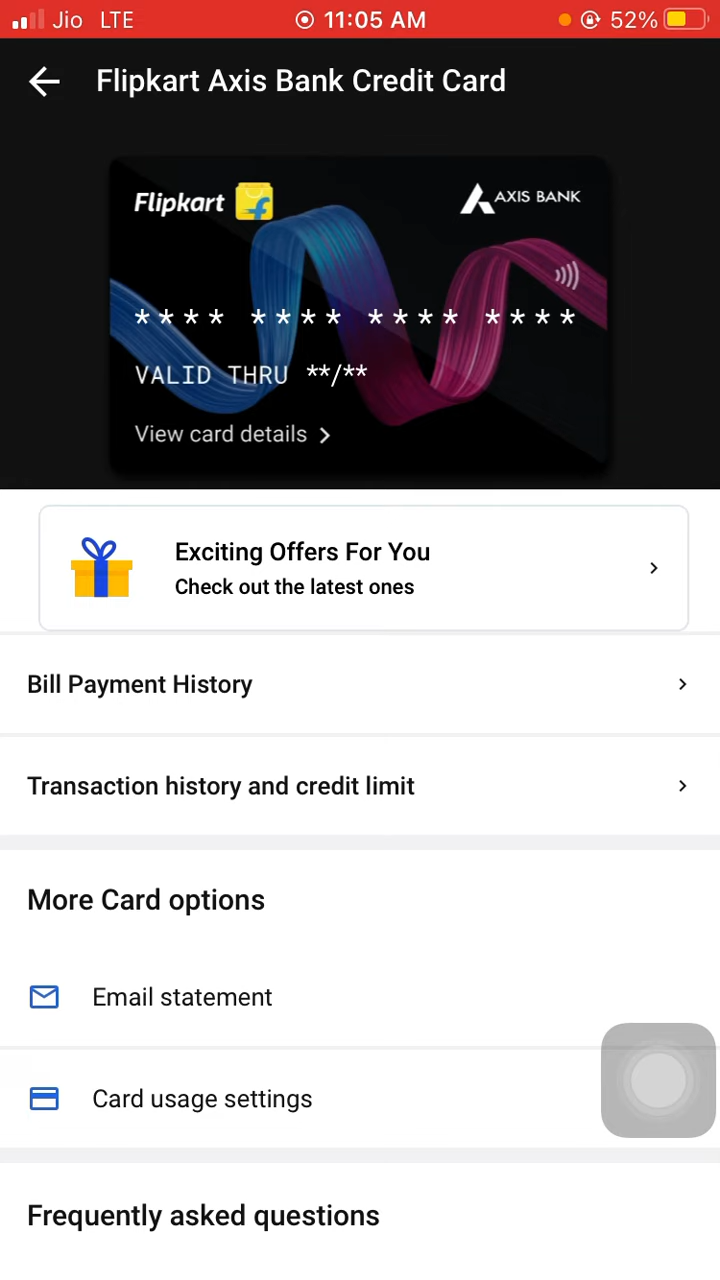 Jio LTE 11:05 AM 52%
Flipkart Axis Bank Credit Card
Flipkart AXIS BANK
**** **** **** ****
VALID THRU **/**
View card details
Exciting Offers For You
Check out the latest ones
Bill Payment History
Transaction history and credit limit
More Card options
Email statement
Card usage settings
Frequently asked questions